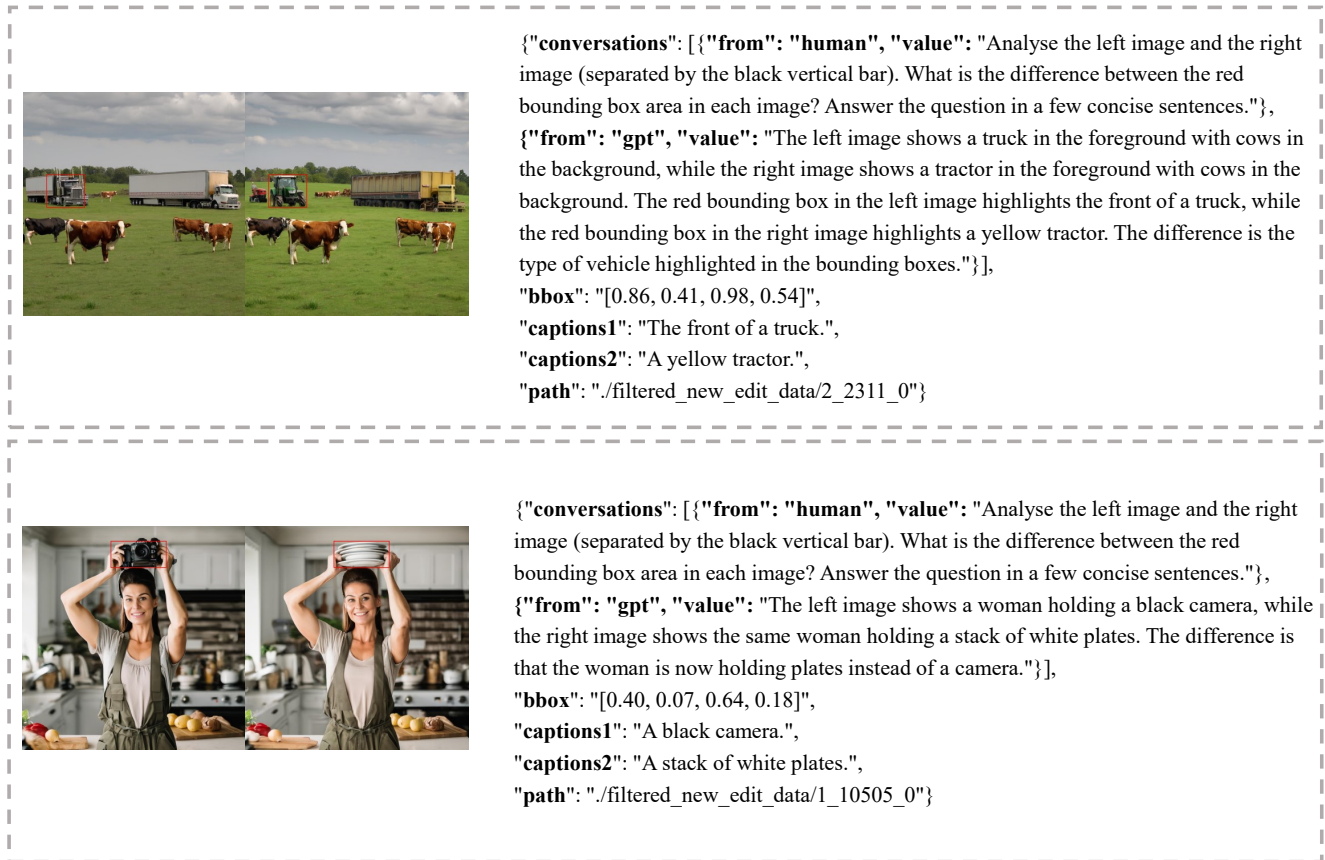 {"conversations": [{"from": "human", "value": "Analyse the left image and the right
image (separated by the black vertical bar). What is the difference between the red
bounding box area in each image? Answer the question in a few concise sentences."},
{"from": "gpt", "value": "The left image shows a truck in the foreground with cows in
the background, while the right image shows a tractor in the foreground with cows in the
background. The red bounding box in the left image highlights the front of a truck, while
the red bounding box in the right image highlights a yellow tractor. The difference is the
type of vehicle highlighted in the bounding boxes."}],
"bbox": "[0.86, 0.41, 0.98, 0.54]",
"captions1": "The front of a truck.",
"captions2": "A yellow tractor.",
"path": "./filtered_new_edit_data/2_2311_0"}
{"conversations": [{"from": "human", "value": "Analyse the left image and the right
image (separated by the black vertical bar). What is the difference between the red
bounding box area in each image? Answer the question in a few concise sentences."},
{"from": "gpt", "value": "The left image shows a woman holding a black camera, while
the right image shows the same woman holding a stack of white plates. The difference is
that the woman is now holding plates instead of a camera."}],
"bbox": "[0.40, 0.07, 0.64, 0.18]",
"captions1": "A black camera.",
"captions2": "A stack of white plates.",
"path": "./filtered_new_edit_data/1_10505_0"}